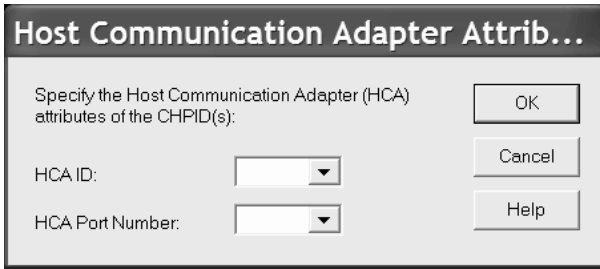 Host Communication Adapter Attrib...
Specify the Host Communication Adapter (HCA)
attributes of the CHPID(s):
OK
Cancel
HCA ID:
Help
HCA Port Number: